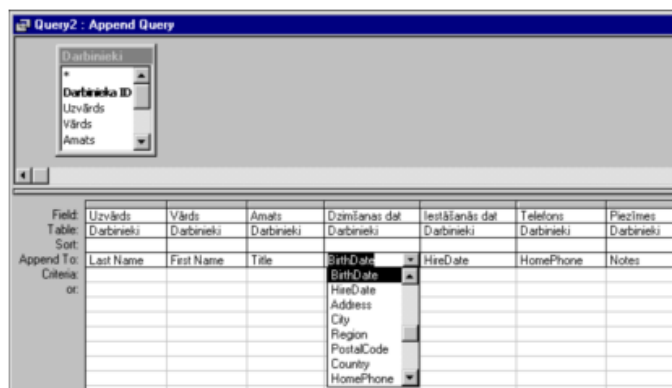 Query2 : Append Query
Darbinieki
*
Darbinieka ID
Uzvārds
Vārds
Amats
Field: Uzvārds Vārds Amats Dzimšanas dat Iestāšanās dat Telefons Piezīmes
Table: Darbinieki Darbinieki Darbinieki Darbinieki Darbinieki Darbinieki Darbinieki
Sort:
Append To: Last Name First Name Title BirthDate HireDate HomePhone Notes
Criteria: BirthDate
or: HireDate
Address
City
Region
PostalCode
Country
HomePhone